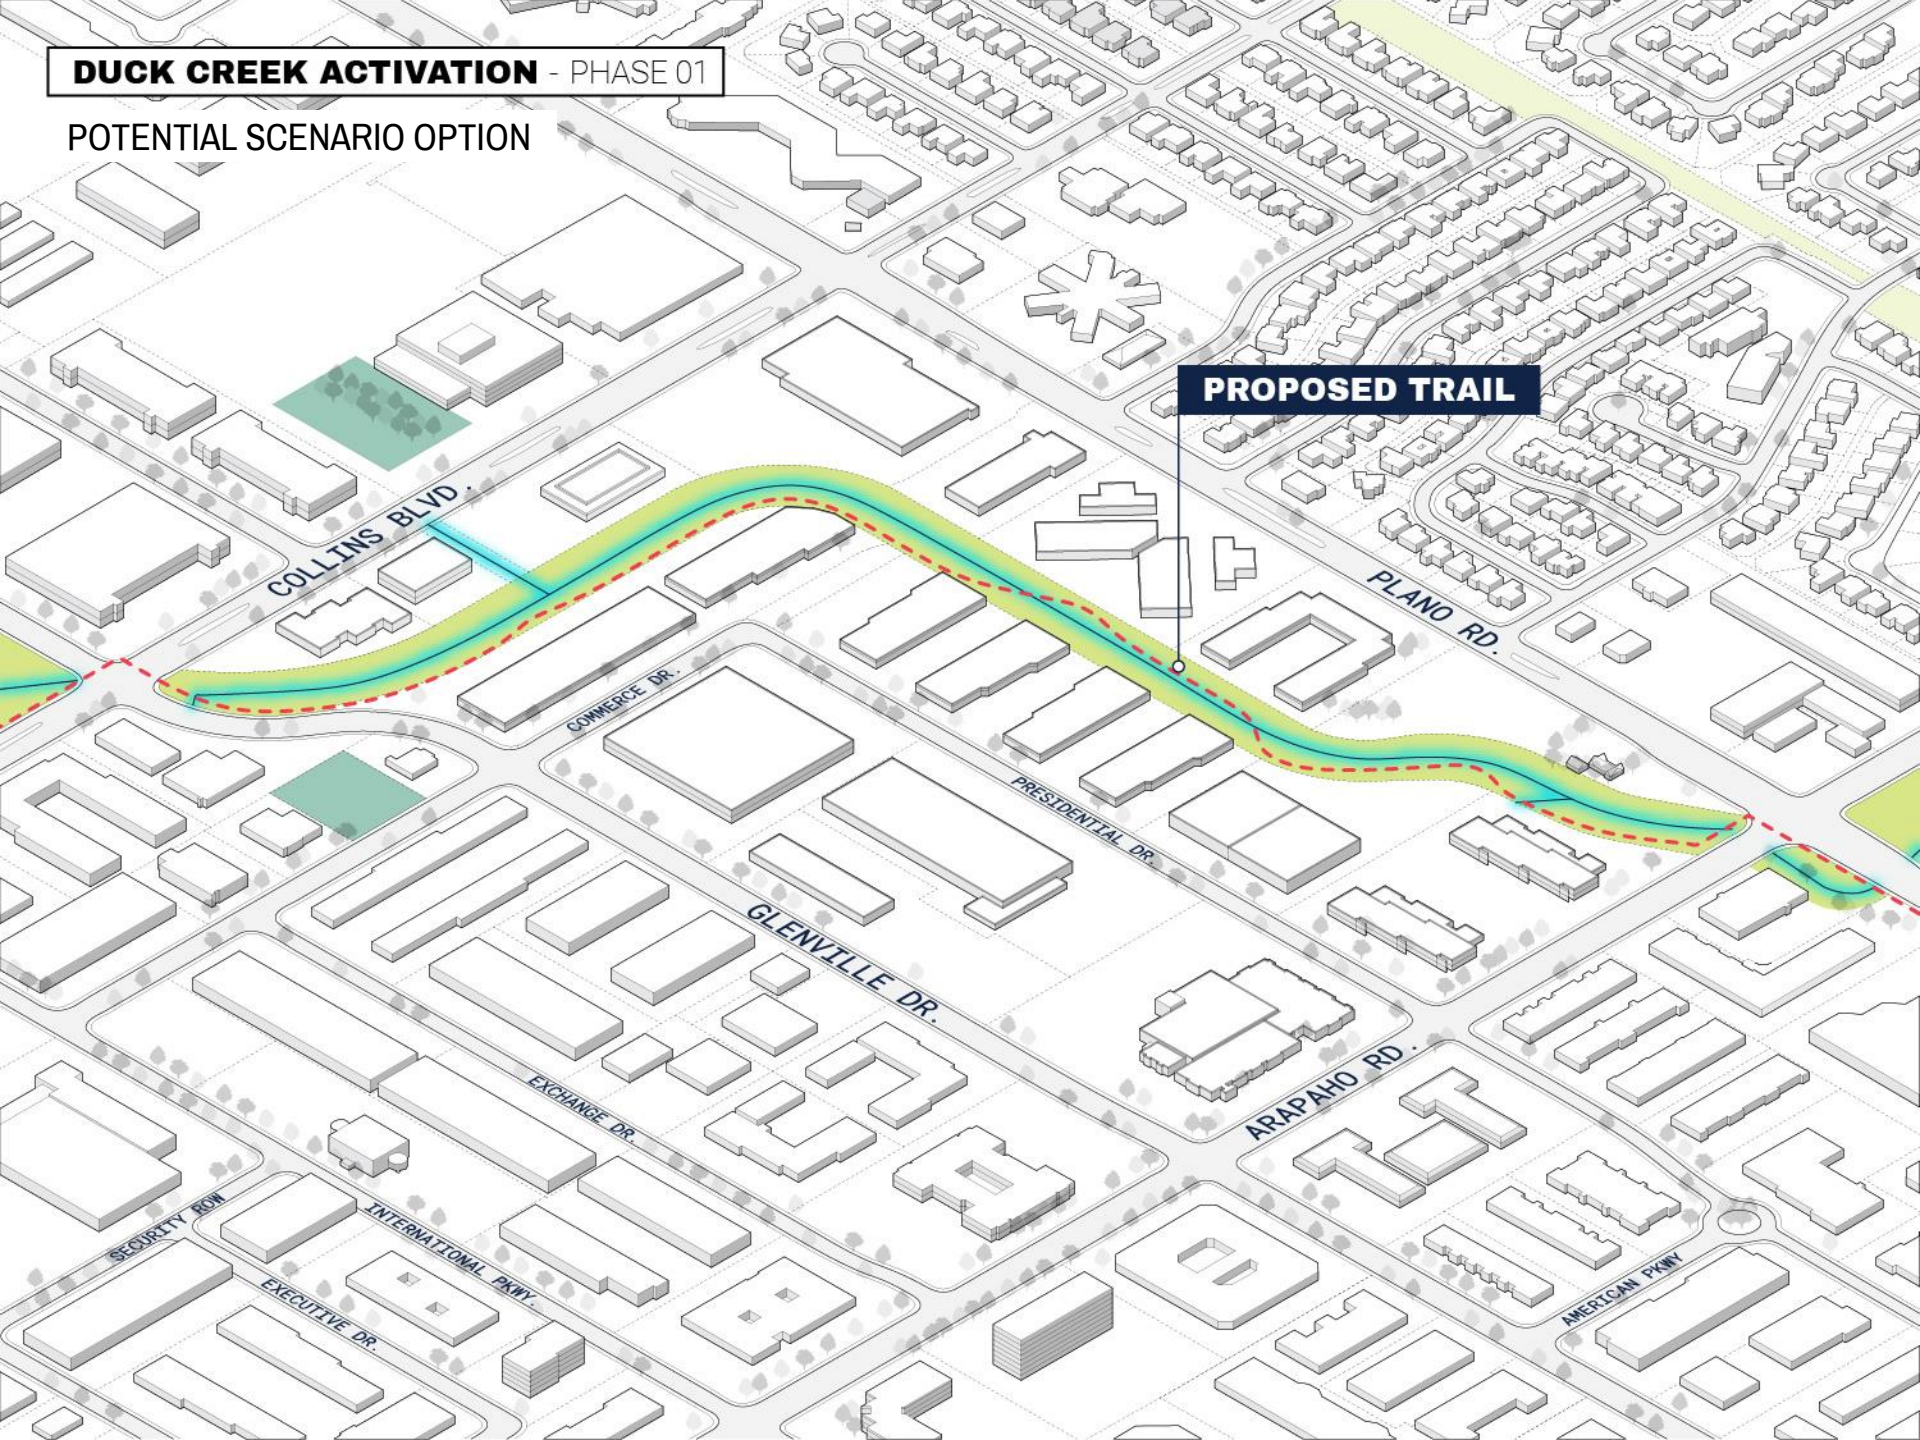 DUCK CREEK ACTIVATION - PHASE 01
POTENTIAL SCENARIO OPTION
PROPOSED TRAIL
COLLINS BLVD.
PLANO RD.
COMMERCE DR.
PRESIDENTIAL DR.
GLENVILLE DR.
ARAPAHO RD.
EXCHANGE DR.
SECURITY ROW
INTERNATIONAL PKWY.
EXECUTIVE DR.
AMERICAN PKWY